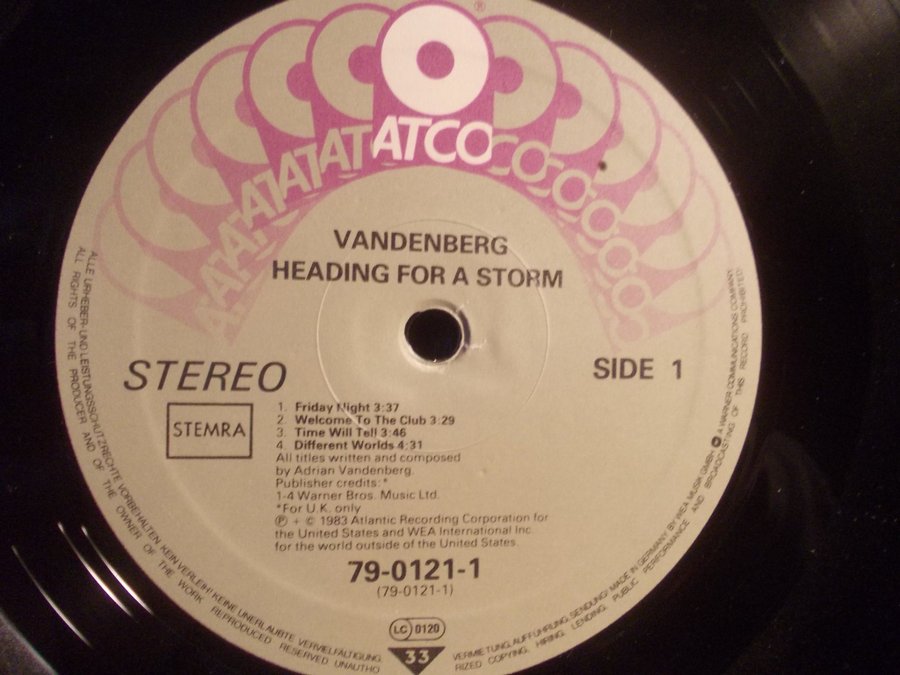 ®
ATATATATATATCOCOCOCOCOCO
VANDENBERG
HEADING FOR A STORM
STEREO
SIDE 1
STEMRA
1. Friday Night 3:37
2. Welcome To The Club 3:29
3. Time Will Tell 3:46
4. Different Worlds 4:31
All titles written and composed
by Adrian Vandenberg.
Publisher credits:*
1-4 Warner Bros. Music Ltd.
*For U.K. only
Ⓟ + © 1983 Atlantic Recording Corporation for
the United States and WEA International Inc.
for the world outside of the United States.
79-0121-1
(79-0121-1)
LC 0120
33
ALLE URHEBER- UND LEISTUNGSSCHUTZRECHTE VORBEHALTEN KEIN VERLEIH! KEINE UNERLAUBTE VERVIELFÄLTIGUNG, VERMIETUNG, AUFFÜHRUNG, SENDUNG! MADE IN GERMANY BY WEA MUSIK GMBH A WARNER COMMUNICATIONS COMPANY
ALL RIGHTS OF THE PRODUCER AND OF THE OWNER OF THE WORK REPRODUCED RESERVED UNAUTHORIZED COPYING, HIRING, LENDING, PUBLIC PERFORMANCE AND BROADCASTING OF THIS RECORD PROHIBITED!